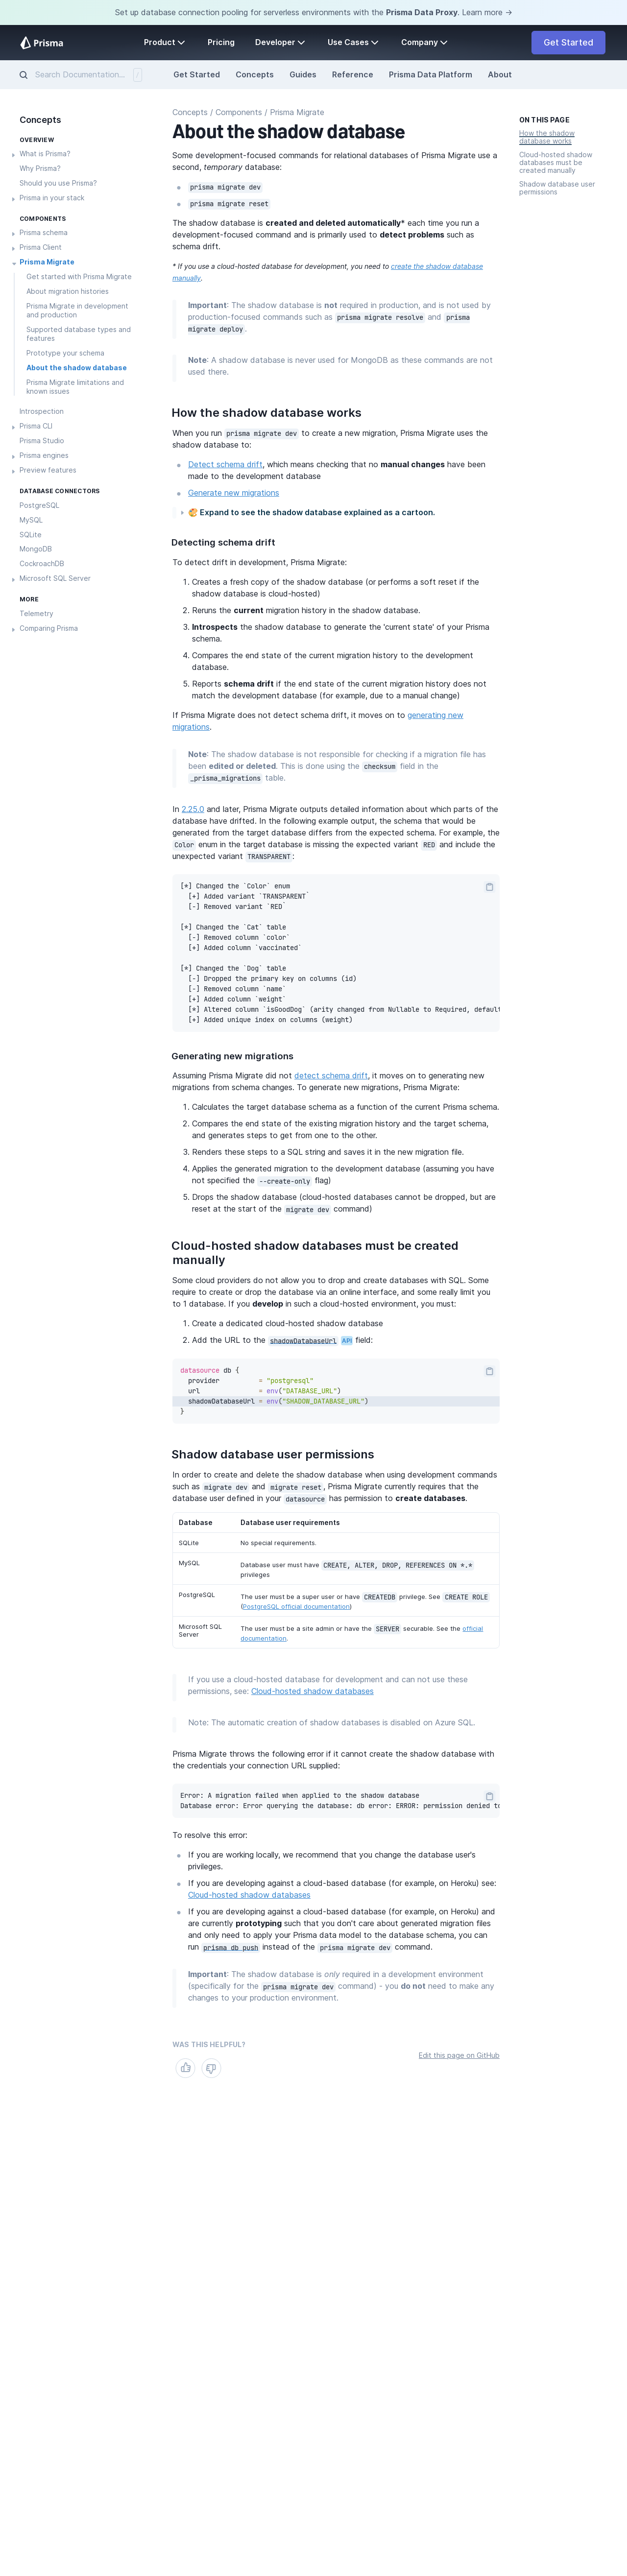 Set up database connection pooling for serverless environments with the Prisma Data Proxy. Learn more →
Prisma
Product
Pricing
Developer
Use Cases
Company
Get Started
Search Documentation... /
Get Started
Concepts
Guides
Reference
Prisma Data Platform
About
Concepts
OVERVIEW
What is Prisma?
Why Prisma?
Should you use Prisma?
Prisma in your stack
COMPONENTS
Prisma schema
Prisma Client
Prisma Migrate
Get started with Prisma Migrate
About migration histories
Prisma Migrate in development
and production
Supported database types and
features
Prototype your schema
About the shadow database
Prisma Migrate limitations and
known issues
Introspection
Prisma CLI
Prisma Studio
Prisma engines
Preview features
DATABASE CONNECTORS
PostgreSQL
MySQL
SQLite
MongoDB
CockroachDB
Microsoft SQL Server
MORE
Telemetry
Comparing Prisma
Concepts / Components / Prisma Migrate
About the shadow database
Some development-focused commands for relational databases of Prisma Migrate use a
second, temporary database:
prisma migrate dev
prisma migrate reset
The shadow database is created and deleted automatically* each time you run a
development-focused command and is primarily used to detect problems such as
schema drift.
* If you use a cloud-hosted database for development, you need to create the shadow database
manually.
Important: The shadow database is not required in production, and is not used by
production-focused commands such as prisma migrate resolve and prisma
migrate deploy.
Note: A shadow database is never used for MongoDB as these commands are not
used there.
How the shadow database works
When you run prisma migrate dev to create a new migration, Prisma Migrate uses the
shadow database to:
Detect schema drift, which means checking that no manual changes have been
made to the development database
Generate new migrations
Expand to see the shadow database explained as a cartoon.
Detecting schema drift
To detect drift in development, Prisma Migrate:
1. Creates a fresh copy of the shadow database (or performs a soft reset if the
shadow database is cloud-hosted)
2. Reruns the current migration history in the shadow database.
3. Introspects the shadow database to generate the 'current state' of your Prisma
schema.
4. Compares the end state of the current migration history to the development
database.
5. Reports schema drift if the end state of the current migration history does not
match the development database (for example, due to a manual change)
If Prisma Migrate does not detect schema drift, it moves on to generating new
migrations.
Note: The shadow database is not responsible for checking if a migration file has
been edited or deleted. This is done using the checksum field in the
_prisma_migrations table.
In 2.25.0 and later, Prisma Migrate outputs detailed information about which parts of the
database have drifted. In the following example output, the schema that would be
generated from the target database differs from the expected schema. For example, the
Color enum in the target database is missing the expected variant RED and include the
unexpected variant TRANSPARENT:
[*] Changed the `Color` enum
[+] Added variant `TRANSPARENT`
[-] Removed variant `RED`
[*] Changed the `Cat` table
[-] Removed column `color`
[+] Added column `vaccinated`
[*] Changed the `Dog` table
[-] Dropped the primary key on columns (id)
[-] Removed column `name`
[+] Added column `weight`
[*] Altered column `isGoodDog` (arity changed from Nullable to Required, default
[+] Added unique index on columns (weight)
Generating new migrations
Assuming Prisma Migrate did not detect schema drift, it moves on to generating new
migrations from schema changes. To generate new migrations, Prisma Migrate:
1. Calculates the target database schema as a function of the current Prisma schema.
2. Compares the end state of the existing migration history and the target schema,
and generates steps to get from one to the other.
3. Renders these steps to a SQL string and saves it in the new migration file.
4. Applies the generated migration to the development database (assuming you have
not specified the --create-only flag)
5. Drops the shadow database (cloud-hosted databases cannot be dropped, but are
reset at the start of the migrate dev command)
Cloud-hosted shadow databases must be created
manually
Some cloud providers do not allow you to drop and create databases with SQL. Some
require to create or drop the database via an online interface, and some really limit you
to 1 database. If you develop in such a cloud-hosted environment, you must:
1. Create a dedicated cloud-hosted shadow database
2. Add the URL to the shadowDatabaseUrl API field:
datasource db {
provider = "postgresql"
url = env("DATABASE_URL")
shadowDatabaseUrl = env("SHADOW_DATABASE_URL")
}
Shadow database user permissions
In order to create and delete the shadow database when using development commands
such as migrate dev and migrate reset, Prisma Migrate currently requires that the
database user defined in your datasource has permission to create databases.
Database Database user requirements
SQLite No special requirements.
MySQL Database user must have CREATE, ALTER, DROP, REFERENCES ON *.*
privileges
PostgreSQL The user must be a super user or have CREATEDB privilege. See CREATE ROLE
(PostgreSQL official documentation)
Microsoft SQL
Server The user must be a site admin or have the SERVER securable. See the official
documentation.
If you use a cloud-hosted database for development and can not use these
permissions, see: Cloud-hosted shadow databases
Note: The automatic creation of shadow databases is disabled on Azure SQL.
Prisma Migrate throws the following error if it cannot create the shadow database with
the credentials your connection URL supplied:
Error: A migration failed when applied to the shadow database
Database error: Error querying the database: db error: ERROR: permission denied to
To resolve this error:
If you are working locally, we recommend that you change the database user's
privileges.
If you are developing against a cloud-based database (for example, on Heroku) see:
Cloud-hosted shadow databases
If you are developing against a cloud-based database (for example, on Heroku) and
are currently prototyping such that you don't care about generated migration files
and only need to apply your Prisma data model to the database schema, you can
run prisma db push instead of the prisma migrate dev command.
Important: The shadow database is only required in a development environment
(specifically for the prisma migrate dev command) - you do not need to make any
changes to your production environment.
WAS THIS HELPFUL?
Edit this page on GitHub
ON THIS PAGE
How the shadow
database works
Cloud-hosted shadow
databases must be
created manually
Shadow database user
permissions